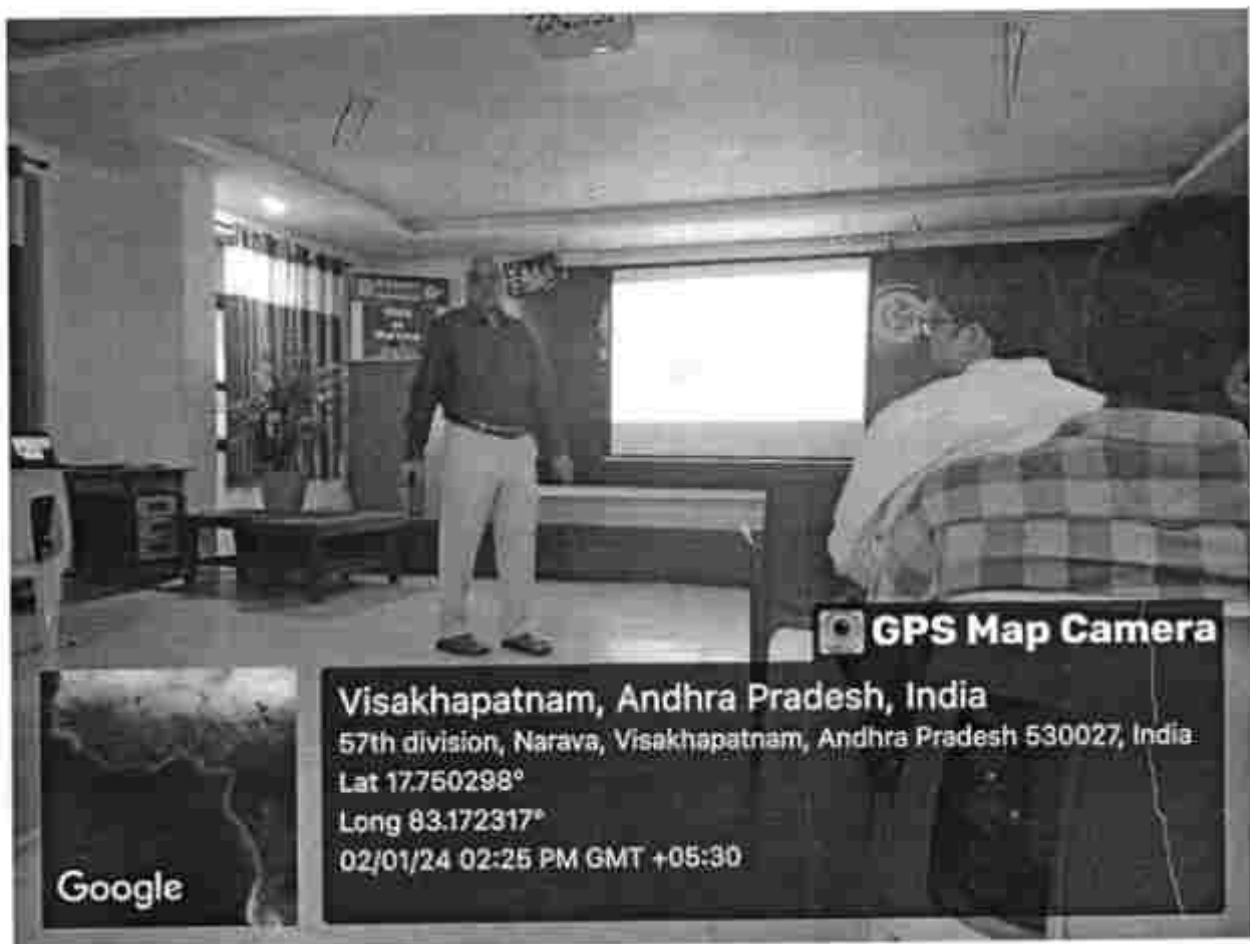 GPS Map Camera
Visakhapatnam, Andhra Pradesh, India
57th division, Narava, Visakhapatnam, Andhra Pradesh 530027, India
Lat 17.750298°
Long 83.172317°
02/01/24 02:25 PM GMT +05:30
Google